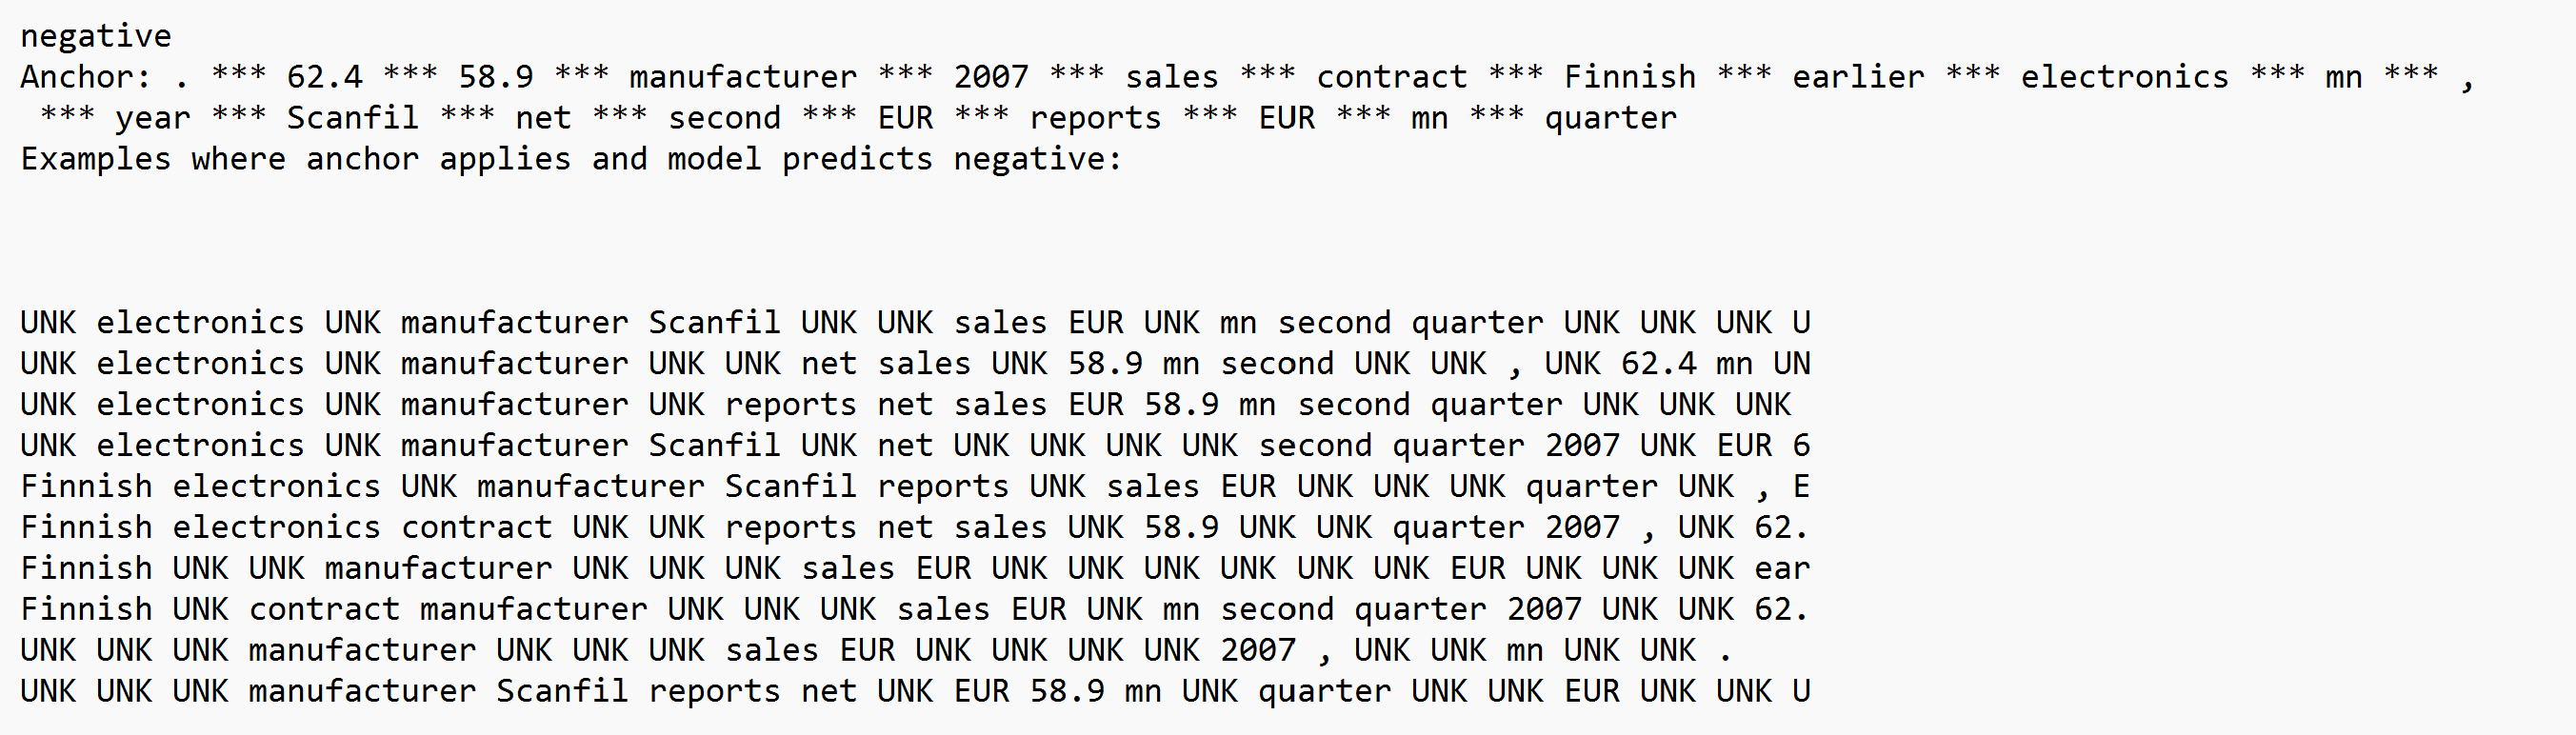 negative
Anchor: . *** 62.4 *** 58.9 *** manufacturer *** 2007 *** sales *** contract *** Finnish *** earlier *** electronics *** mn *** ,
*** year *** Scanfil *** net *** second *** EUR *** reports *** EUR *** mn *** quarter
Examples where anchor applies and model predicts negative:
UNK electronics UNK manufacturer Scanfil UNK UNK sales EUR UNK mn second quarter UNK UNK UNK U
UNK electronics UNK manufacturer UNK UNK net sales UNK 58.9 mn second UNK UNK , UNK 62.4 mn UN
UNK electronics UNK manufacturer UNK reports net sales EUR 58.9 mn second quarter UNK UNK UNK
UNK electronics UNK manufacturer Scanfil UNK net UNK UNK UNK UNK second quarter 2007 UNK EUR 6
Finnish electronics UNK manufacturer Scanfil reports UNK sales EUR UNK UNK UNK quarter UNK , E
Finnish electronics contract UNK UNK reports net sales UNK 58.9 UNK UNK quarter 2007 , UNK 62.
Finnish UNK UNK manufacturer UNK UNK UNK sales EUR UNK UNK UNK UNK UNK UNK EUR UNK UNK UNK ear
Finnish UNK contract manufacturer UNK UNK UNK sales EUR UNK mn second quarter 2007 UNK UNK 62.
UNK UNK UNK manufacturer UNK UNK UNK sales EUR UNK UNK UNK UNK 2007 , UNK UNK mn UNK UNK .
UNK UNK UNK manufacturer Scanfil reports net UNK EUR 58.9 mn UNK quarter UNK UNK EUR UNK UNK U